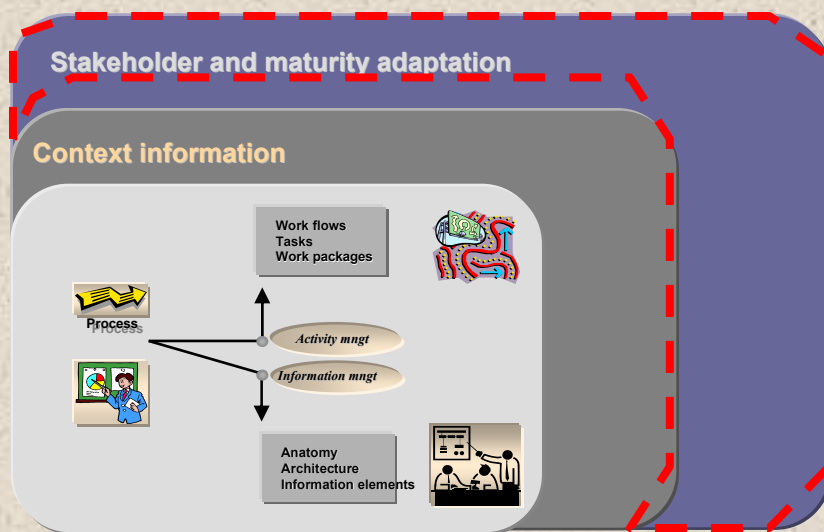 Stakeholder and maturity adaptation
Context information
Work flows
Tasks
Work packages
Process
Activity mngt
Information mngt
Anatomy
Architecture
Information elements